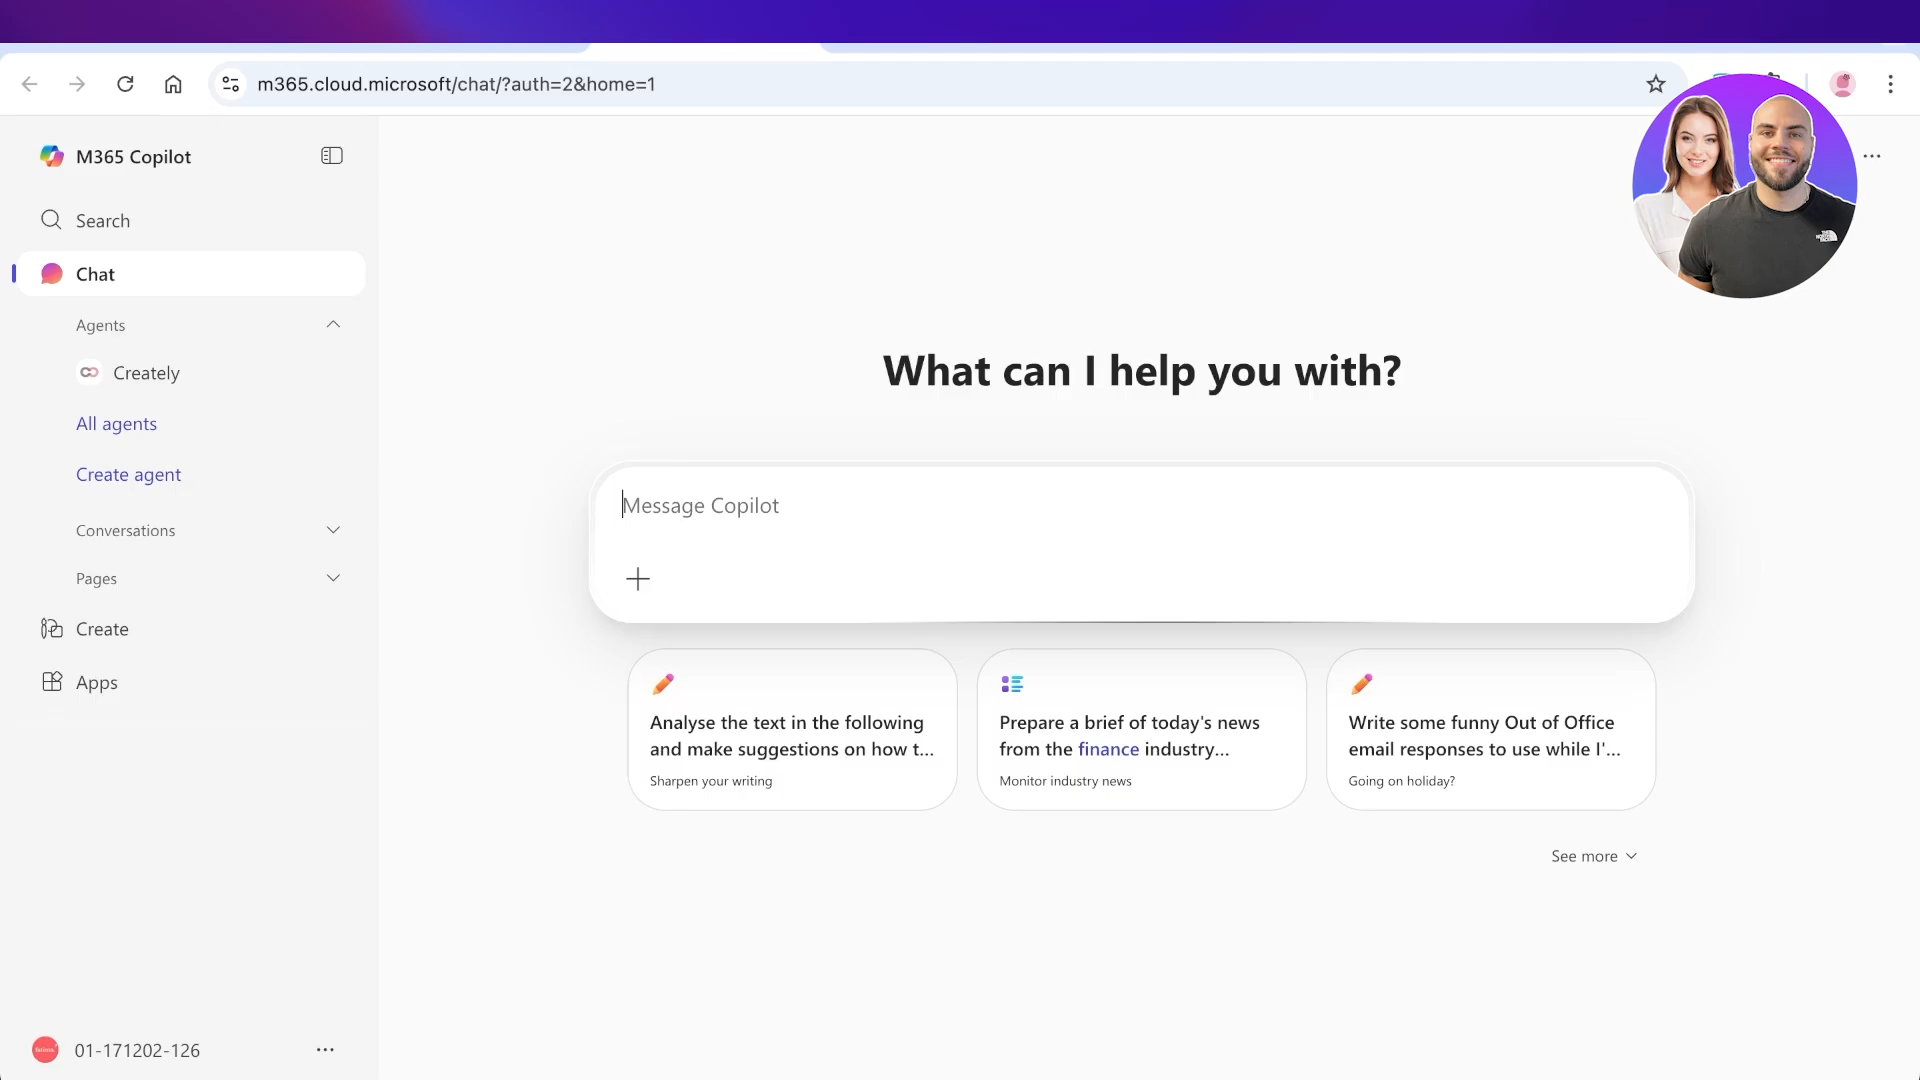 m365.cloud.microsoft/chat/?auth=2&home=1
M365 Copilot
Search
Chat
Agents
Creately
All agents
Create agent
Conversations
Pages
Create
Apps
01-171202-126
What can I help you with?
Message Copilot
Analyse the text in the following
and make suggestions on how t...
Sharpen your writing
Prepare a brief of today's news
from the finance industry...
Monitor industry news
Write some funny Out of Office
email responses to use while I'...
Going on holiday?
See more